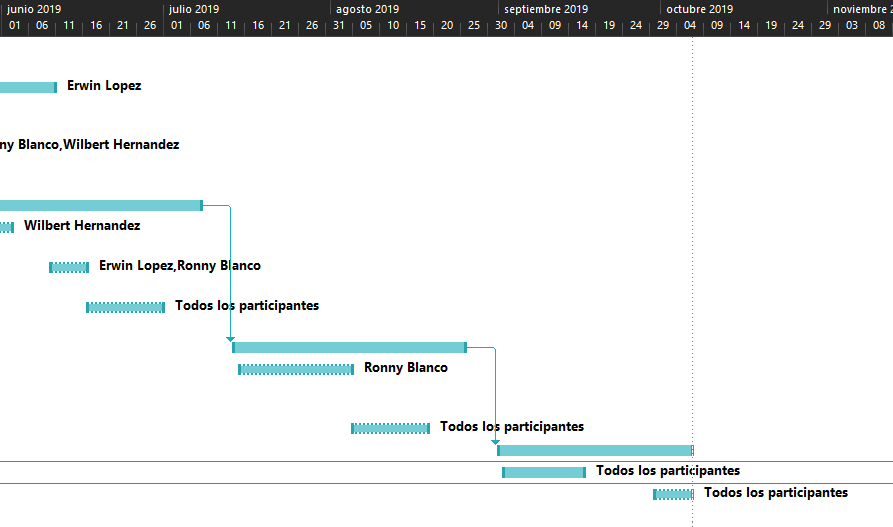 junio 2019 julio 2019 agosto 2019 septiembre 2019 octubre 2019 noviembre 2
01 06 11 16 21 26 01 06 11 16 21 26 31 05 10 15 20 25 30 04 09 14 19 24 29 04 09 14 19 24 29 03 08
Erwin Lopez
ny Blanco,Wilbert Hernandez
Wilbert Hernandez
Erwin Lopez,Ronny Blanco
Todos los participantes
Ronny Blanco
Todos los participantes
Todos los participantes
Todos los participantes